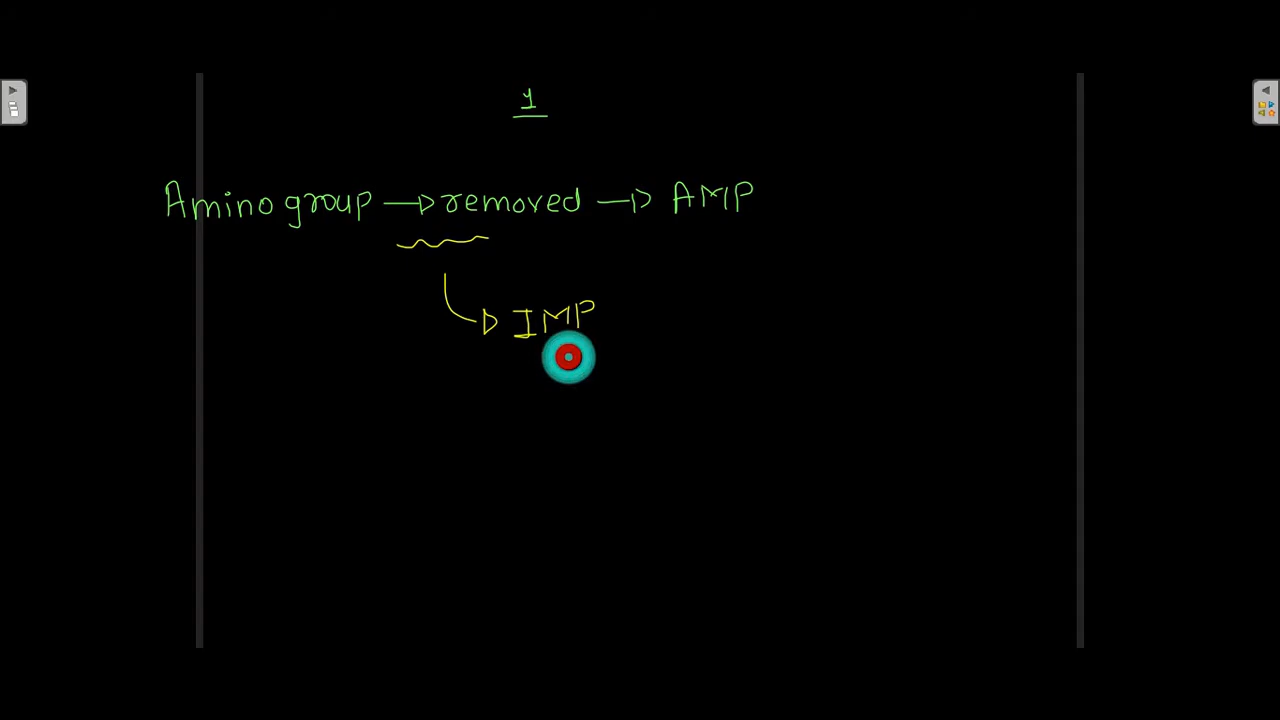 1
Amino group → removed → AMP
IMP